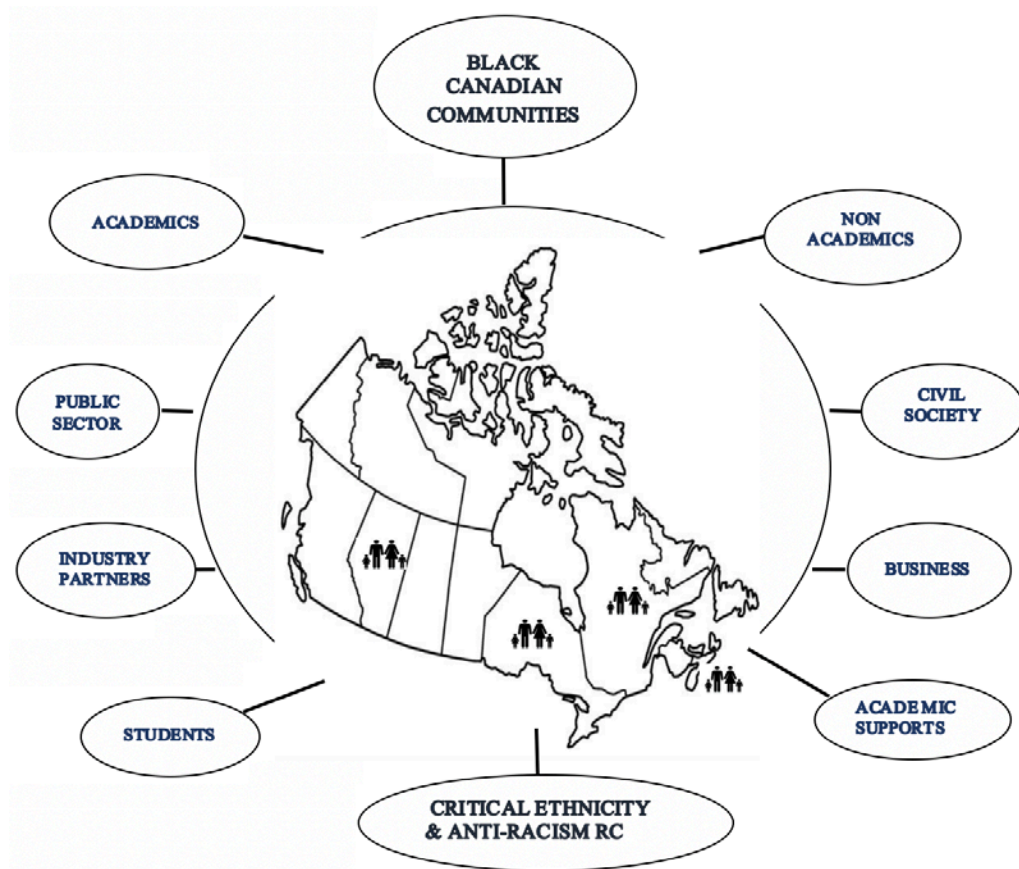 BLACK
CANADIAN
COMMUNITIES
ACADEMICS
NON
ACADEMICS
PUBLIC
SECTOR
CIVIL
SOCIETY
INDUSTRY
PARTNERS
BUSINESS
STUDENTS
ACADEMIC
SUPPORTS
CRITICAL ETHNICITY
& ANTI-RACISM RC